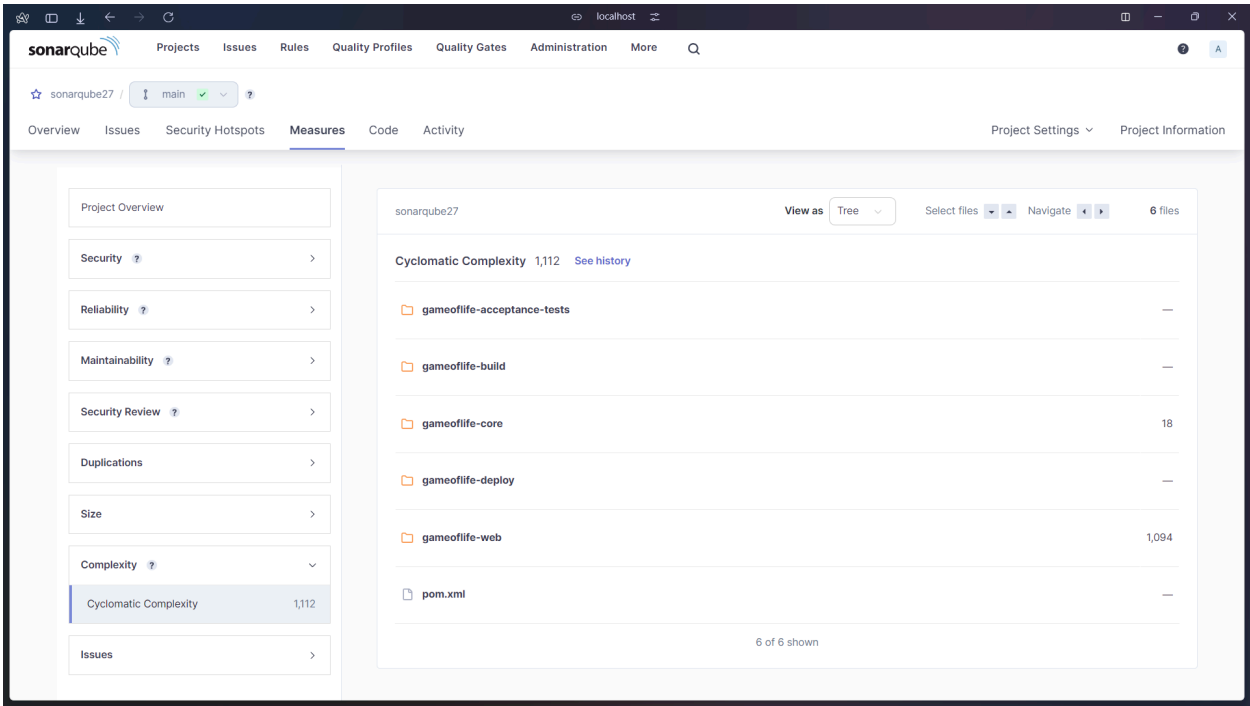 localhost
sonarqube Projects Issues Rules Quality Profiles Quality Gates Administration More ? A
sonarqube27 / main ?
Overview Issues Security Hotspots Measures Code Activity Project Settings Project Information
Project Overview
Security ?
Reliability ?
Maintainability ?
Security Review ?
Duplications
Size
Complexity ?
Cyclomatic Complexity 1,112
Issues
sonarqube27 View as Tree Select files Navigate 6 files
Cyclomatic Complexity 1,112 See history
gameoflife-acceptance-tests —
gameoflife-build —
gameoflife-core 18
gameoflife-deploy —
gameoflife-web 1,094
pom.xml —
6 of 6 shown